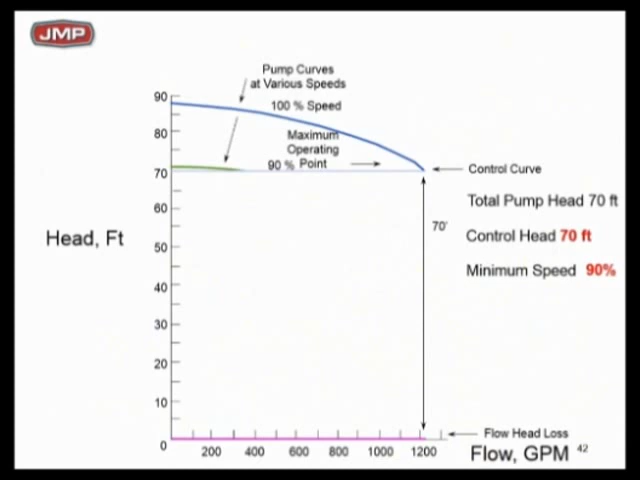 JMP
Pump Curves
at Various Speeds
100 % Speed
Maximum
Operating
90 % Point
90
80
70
60
50
40
30
20
10
0
Head, Ft
Control Curve
Total Pump Head 70 ft
70'
Control Head 70 ft
Minimum Speed 90%
Flow Head Loss
200 400 600 800 1000 1200
Flow, GPM 42